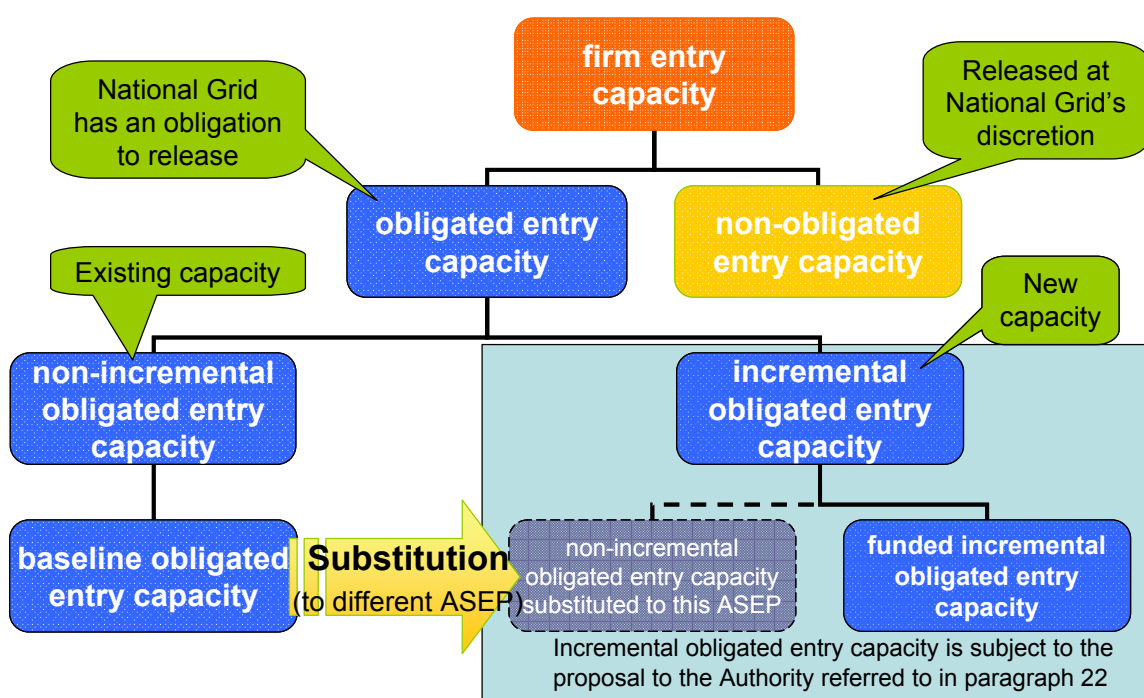 firm entry
capacity
National Grid
has an obligation
to release
Released at
National Grid's
discretion
obligated entry
capacity
non-obligated
entry capacity
Existing capacity
New
capacity
non-incremental
obligated entry
capacity
incremental
obligated entry
capacity
baseline obligated
entry capacity
Substitution
(to different ASEP)
non-incremental
obligated entry capacity
substituted to this ASEP
funded incremental
obligated entry
capacity
Incremental obligated entry capacity is subject to the
proposal to the Authority referred to in paragraph 22